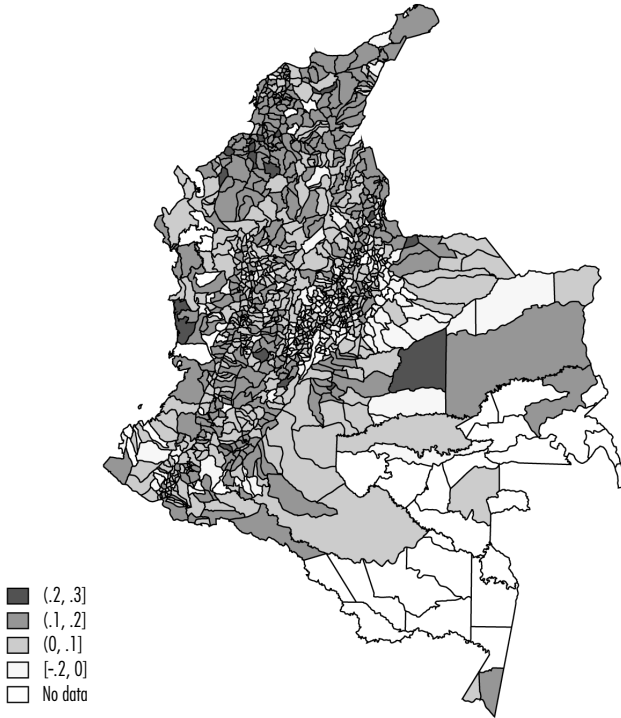 (.2, .3]
(.1, .2]
(0, .1]
[-.2, 0]
No data